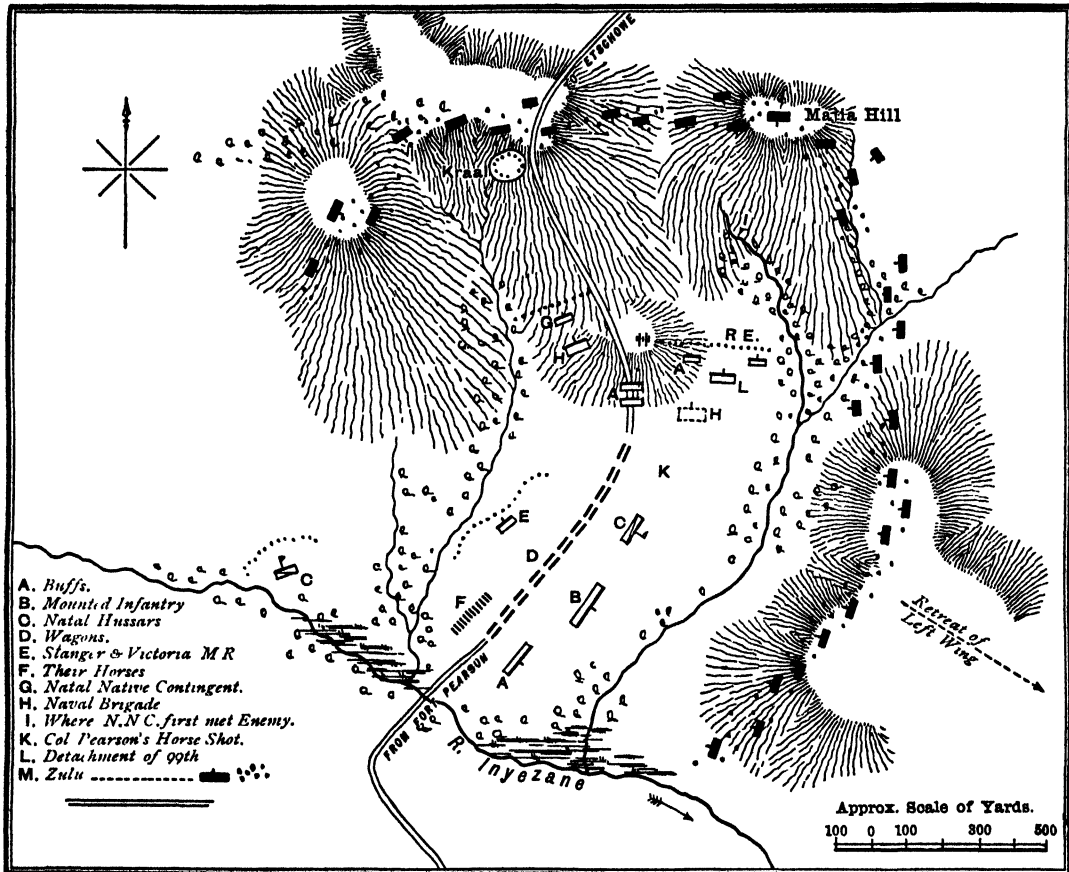 ETSGHOWE
Majia Hill
Kraal
I
G
H
R E.
A
L
A
H
K
E
C
D
C
F
B
A
A. Buffs.
B. Mounted Infantry
C. Natal Hussars
D. Wagons.
E. Stanger & Victoria M R
F. Their Horses
G. Natal Native Contingent.
H. Naval Brigade
I. Where N.N C. first met Enemy.
K. Col Pearson's Horse Shot.
L. Detachment of 99th
M. Zulu
Retreat of
Left Wing
FROM FORT PEARSON
R. Inyezane
Approx. Scale of Yards.
100 0 100 300 500